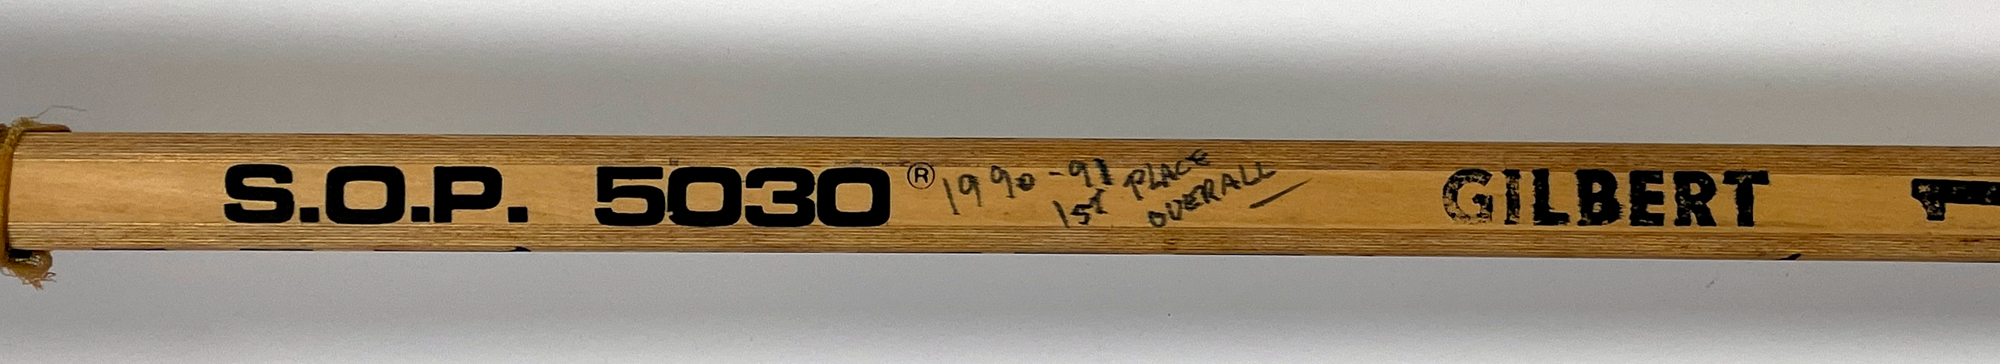 S.O.P. 5030®
1990-91 PLACE
1ST OVERALL
GILBERT